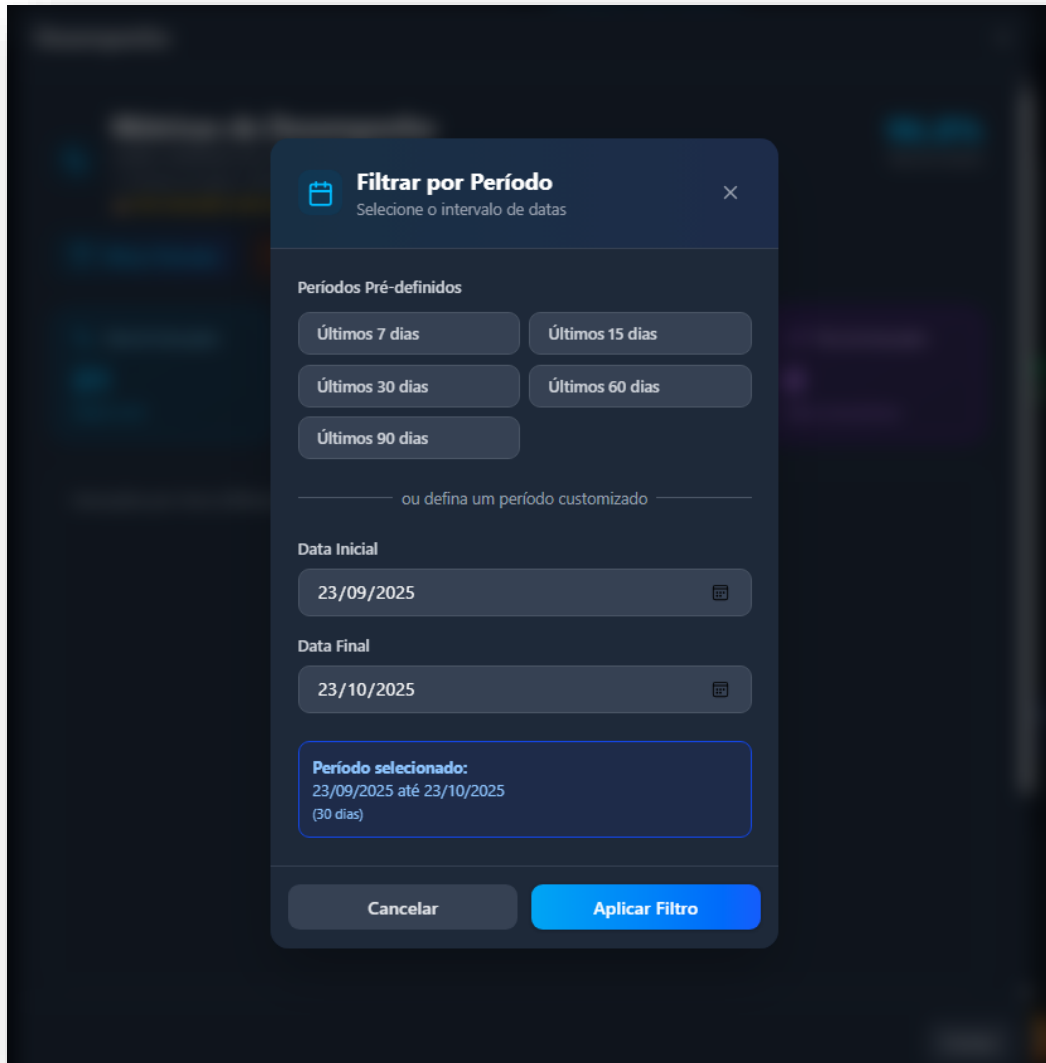 Filtrar por Período
Selecione o intervalo de datas
Períodos Pré-definidos
Últimos 7 dias
Últimos 15 dias
Últimos 30 dias
Últimos 60 dias
Últimos 90 dias
ou defina um período customizado
Data Inicial
23/09/2025
Data Final
23/10/2025
Período selecionado:
23/09/2025 até 23/10/2025
(30 dias)
Cancelar
Aplicar Filtro